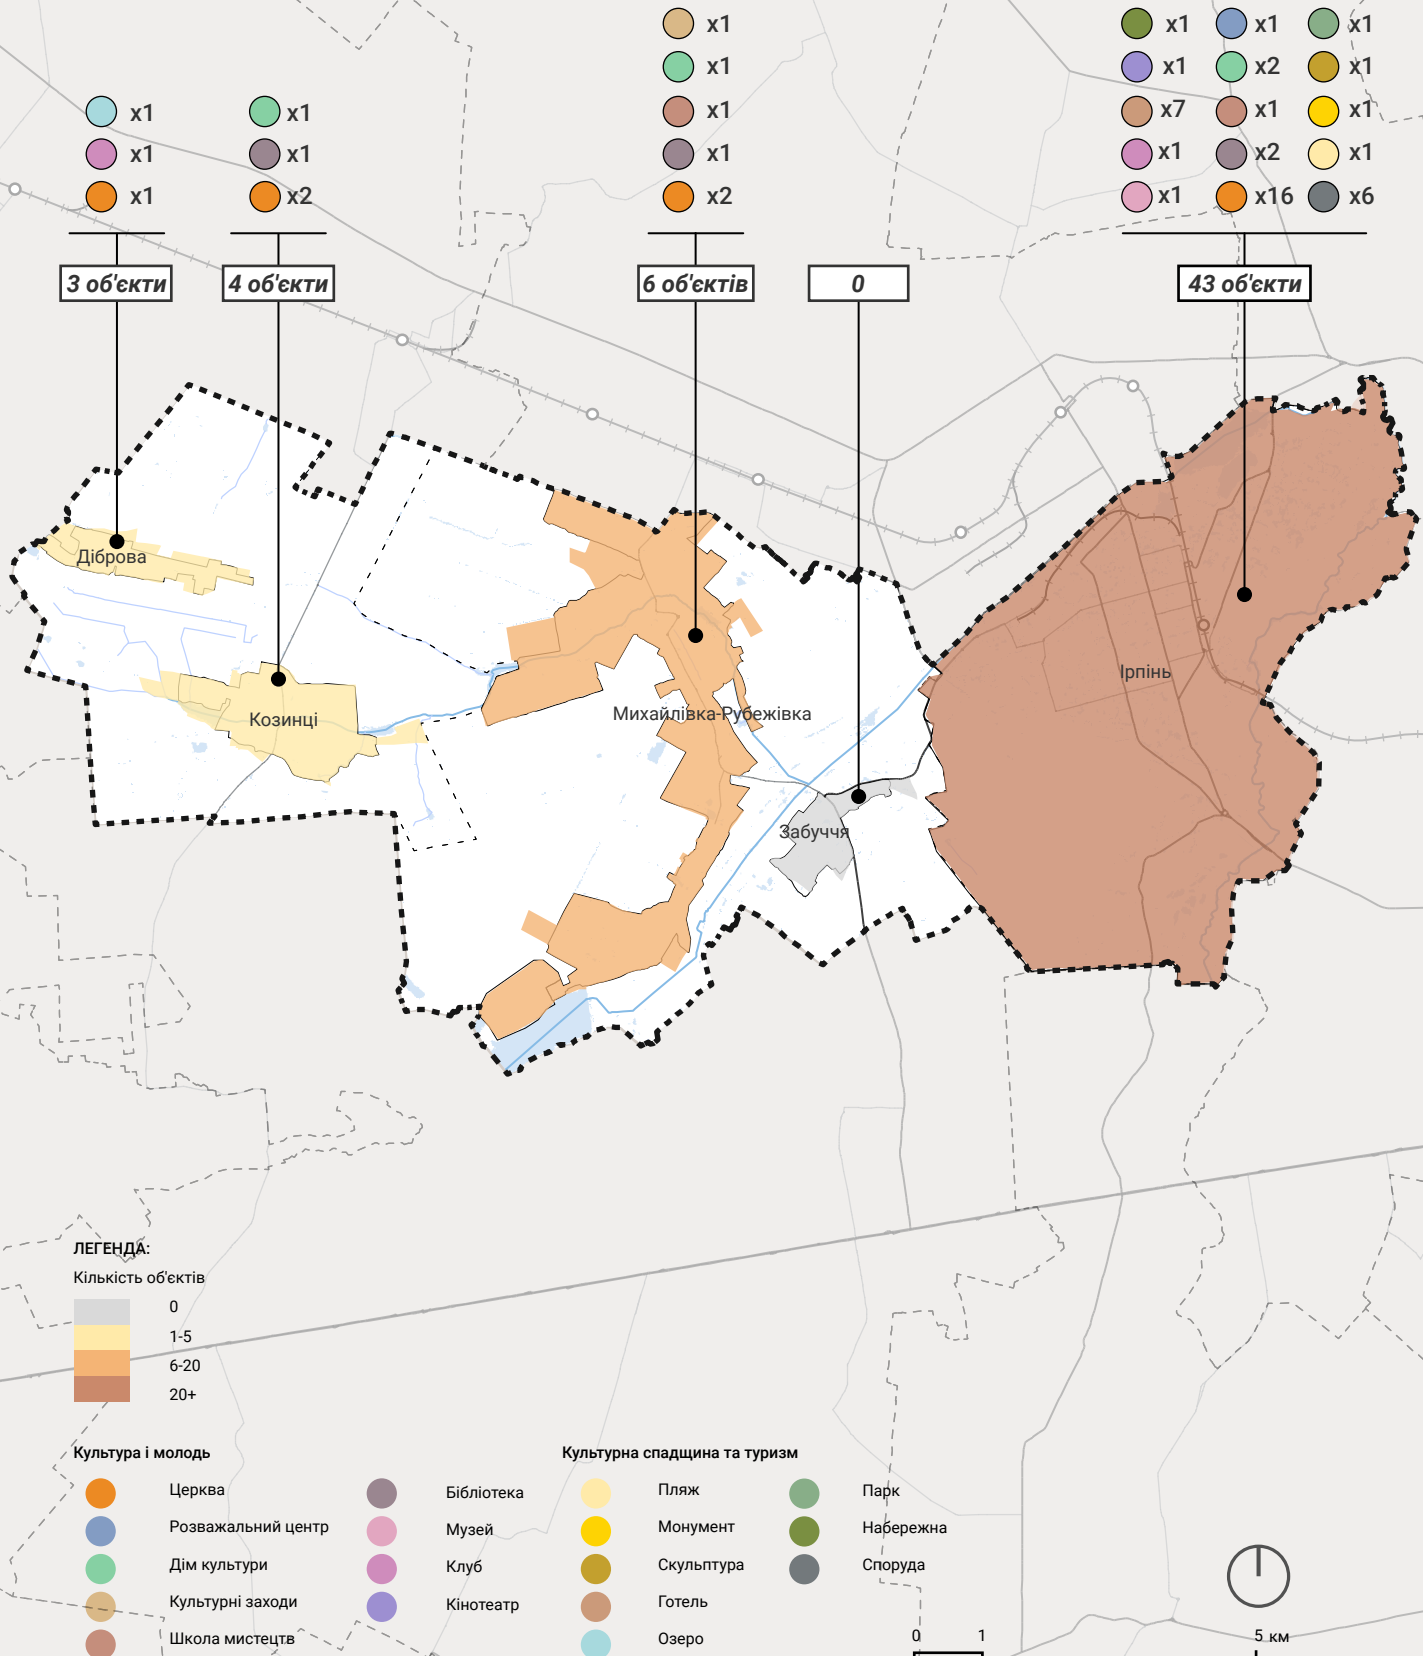 x1
x1
x1
x1
x2
x1
x1
x1
x1
x2
x1
x7
x1
x1
x1
x2
x1
x2
x16
x1
x1
x1
x1
x6
x1
x1
x1
x1
x1
x2
3 об'єкти
4 об'єкти
6 об'єктів
0
43 об'єкти
Діброва
Козинці
Михайлівка-Рубежівка
Забуччя
Ірпінь
ЛЕГЕНДА:
Кількість об'єктів
0
1-5
6-20
20+
Культура і молодь
Церква
Розважальний центр
Дім культури
Культурні заходи
Школа мистецтв
Бібліотека
Музей
Клуб
Кінотеатр
Культурна спадщина та туризм
Пляж
Монумент
Скульптура
Готель
Озеро
Парк
Набережна
Споруда
0 1 5 км